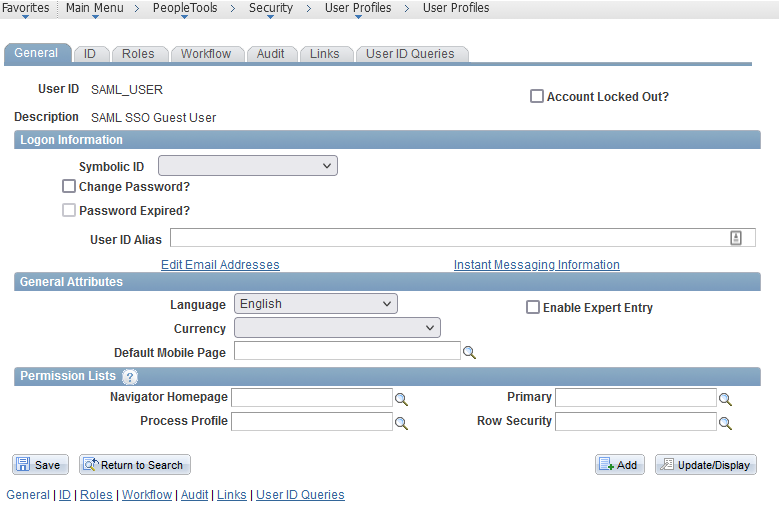 Favorites Main Menu > PeopleTools > Security > User Profiles > User Profiles
General ID Roles Workflow Audit Links User ID Queries
User ID SAML_USER
Account Locked Out?
Description SAML SSO Guest User
Logon Information
Symbolic ID
Change Password?
Password Expired?
User ID Alias
Edit Email Addresses Instant Messaging Information
General Attributes
Language English Enable Expert Entry
Currency
Default Mobile Page
Permission Lists ?
Navigator Homepage Primary
Process Profile Row Security
Save Return to Search Add Update/Display
General | ID | Roles | Workflow | Audit | Links | User ID Queries